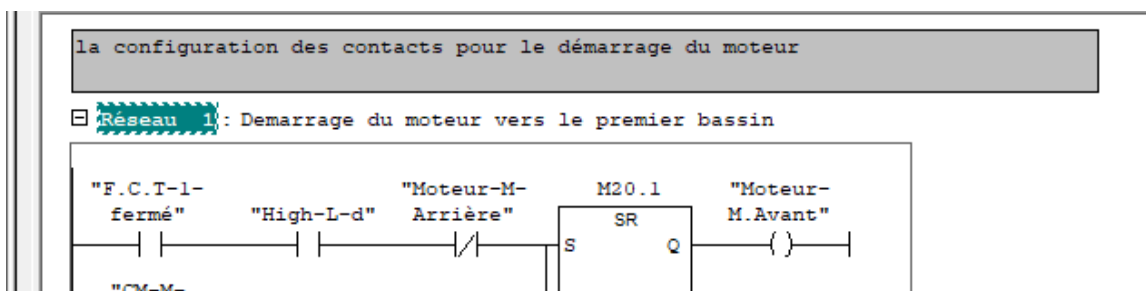 la configuration des contacts pour le démarrage du moteur
Réseau 1 : Demarrage du moteur vers le premier bassin
"F.C.T-1-
fermé"
"High-L-d"
"Moteur-M-
Arrière"
M20.1
SR
S Q
"Moteur-
M.Avant"
"CM-M-